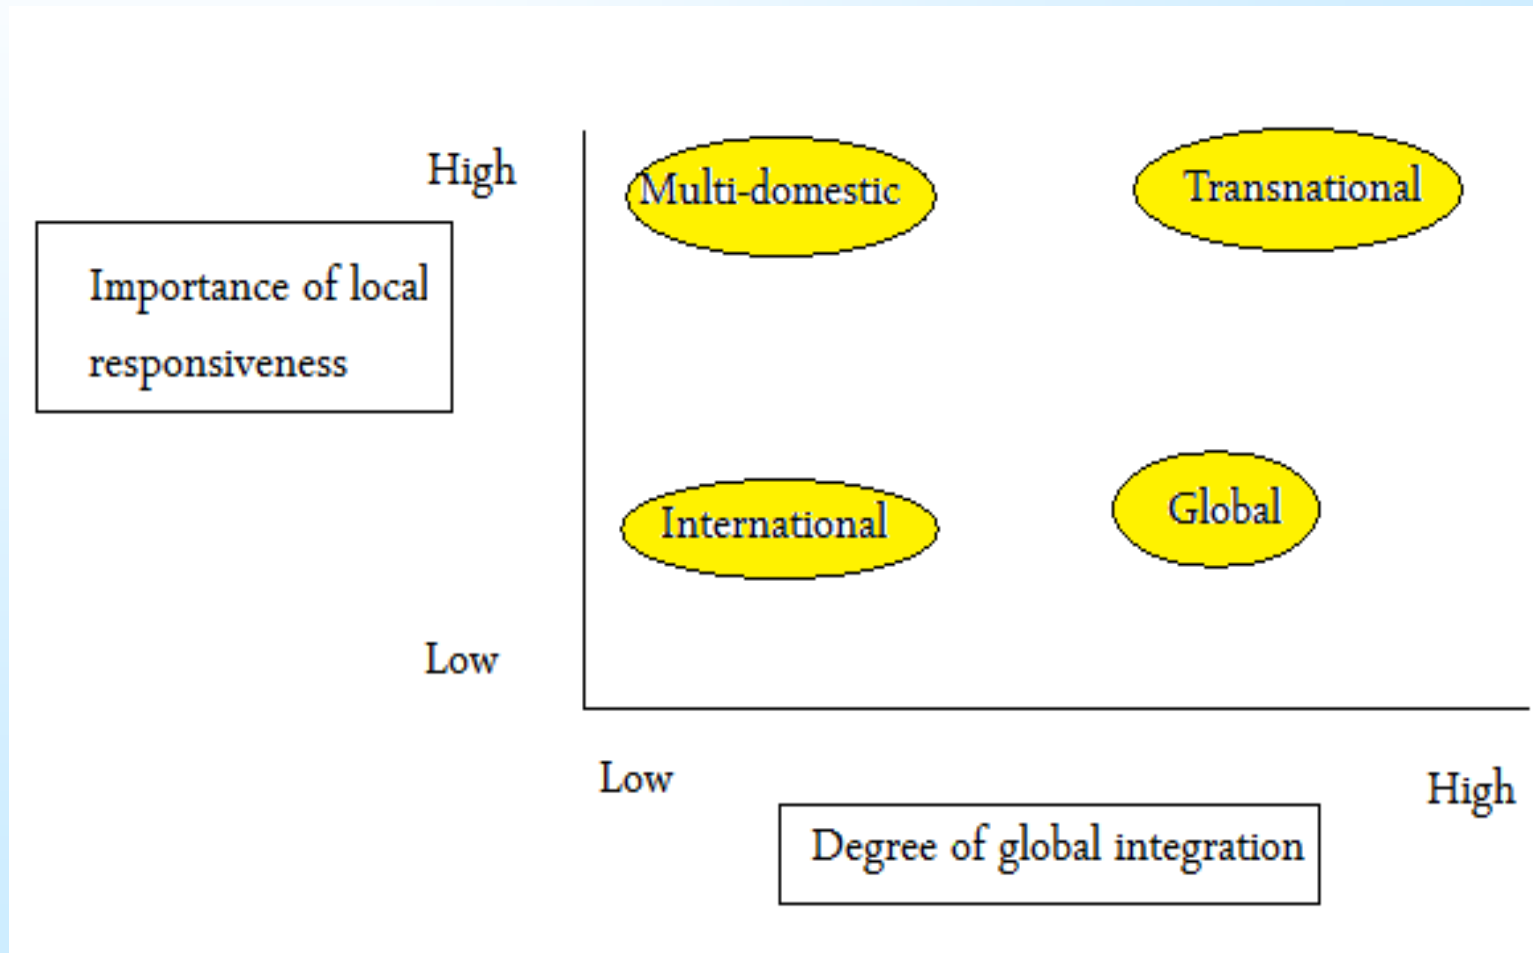 High
Multi-domestic
Transnational
Importance of local
responsiveness
International
Global
Low
Low
High
Degree of global integration